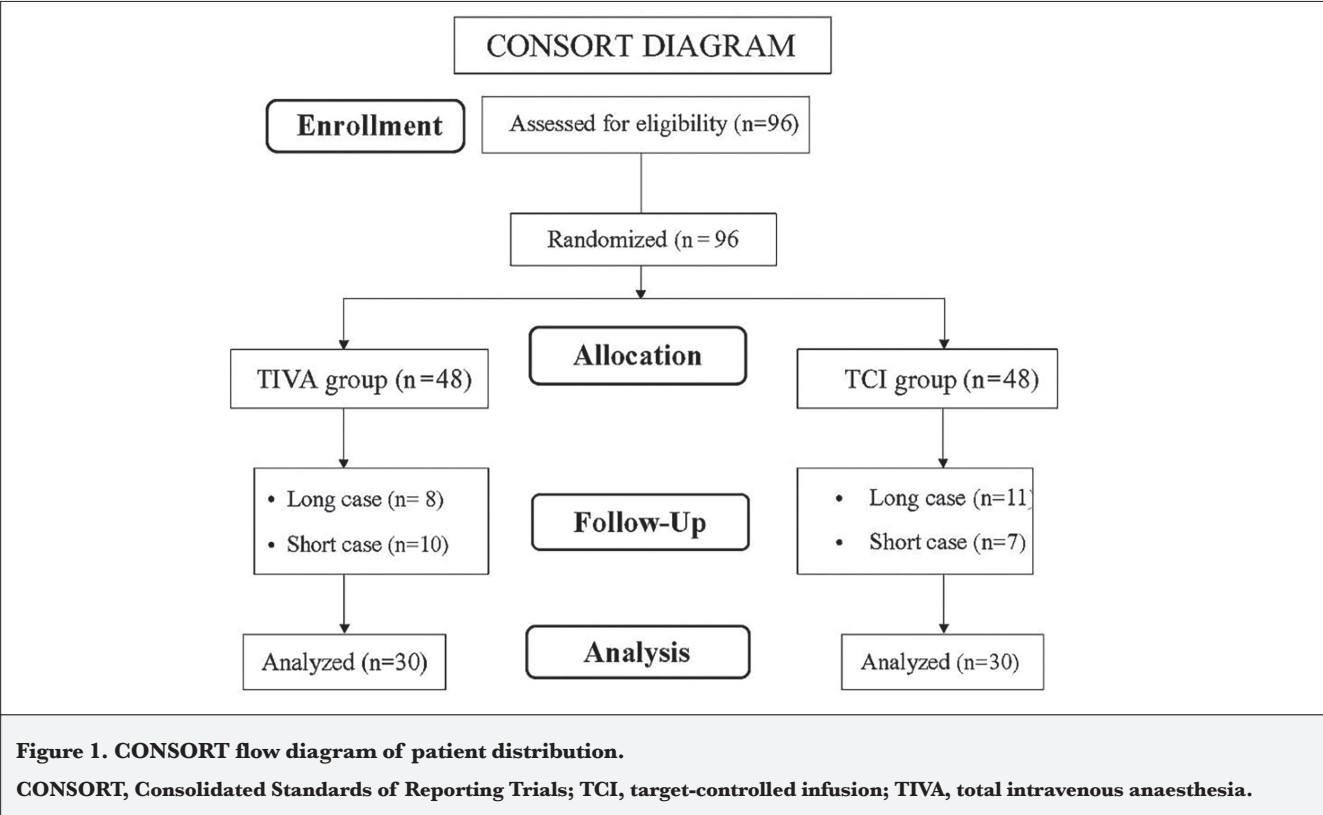 CONSORT DIAGRAM
Enrollment
Assessed for eligibility (n=96)
Randomized (n = 96
Allocation
TIVA group (n=48)
TCI group (n=48)
• Long case (n= 8)
• Short case (n=10)
Follow-Up
• Long case (n=11)
• Short case (n=7)
Analyzed (n=30)
Analysis
Analyzed (n=30)
Figure 1. CONSORT flow diagram of patient distribution.
CONSORT, Consolidated Standards of Reporting Trials; TCI, target-controlled infusion; TIVA, total intravenous anaesthesia.